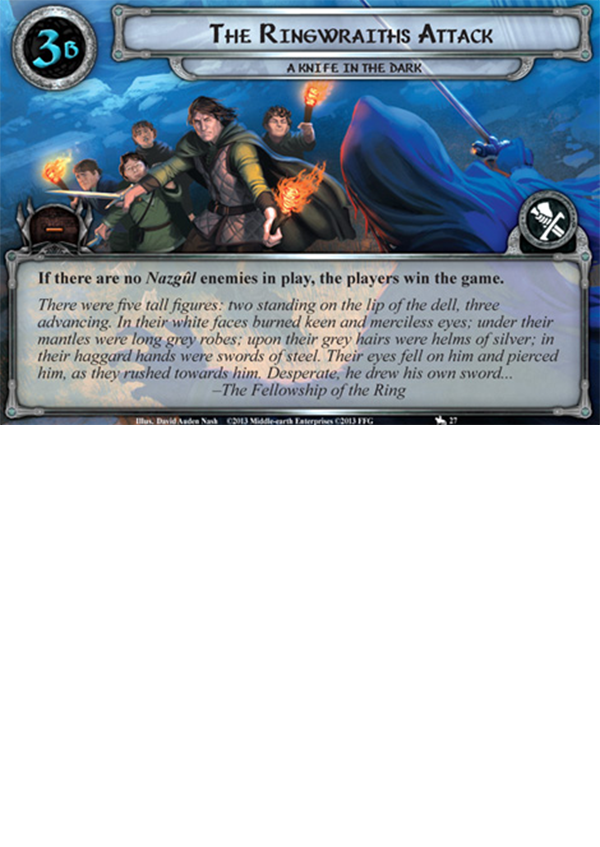 3B
The Ringwraiths Attack
A Knife in the Dark
–
If there are no Nazgûl enemies in play, the players win the game.
There were five tall figures: two standing on the lip of the dell, three
advancing. In their white faces burned keen and merciless eyes; under their
mantles were long grey robes; upon their grey hairs were helms of silver; in
their haggard hands were swords of steel. Their eyes fell on him and pierced
him, as they rushed towards him. Desperate, he drew his own sword...
–The Fellowship of the Ring
Illus. David Auden Nash ©2013 Middle-earth Enterprises ©2013 FFG 27